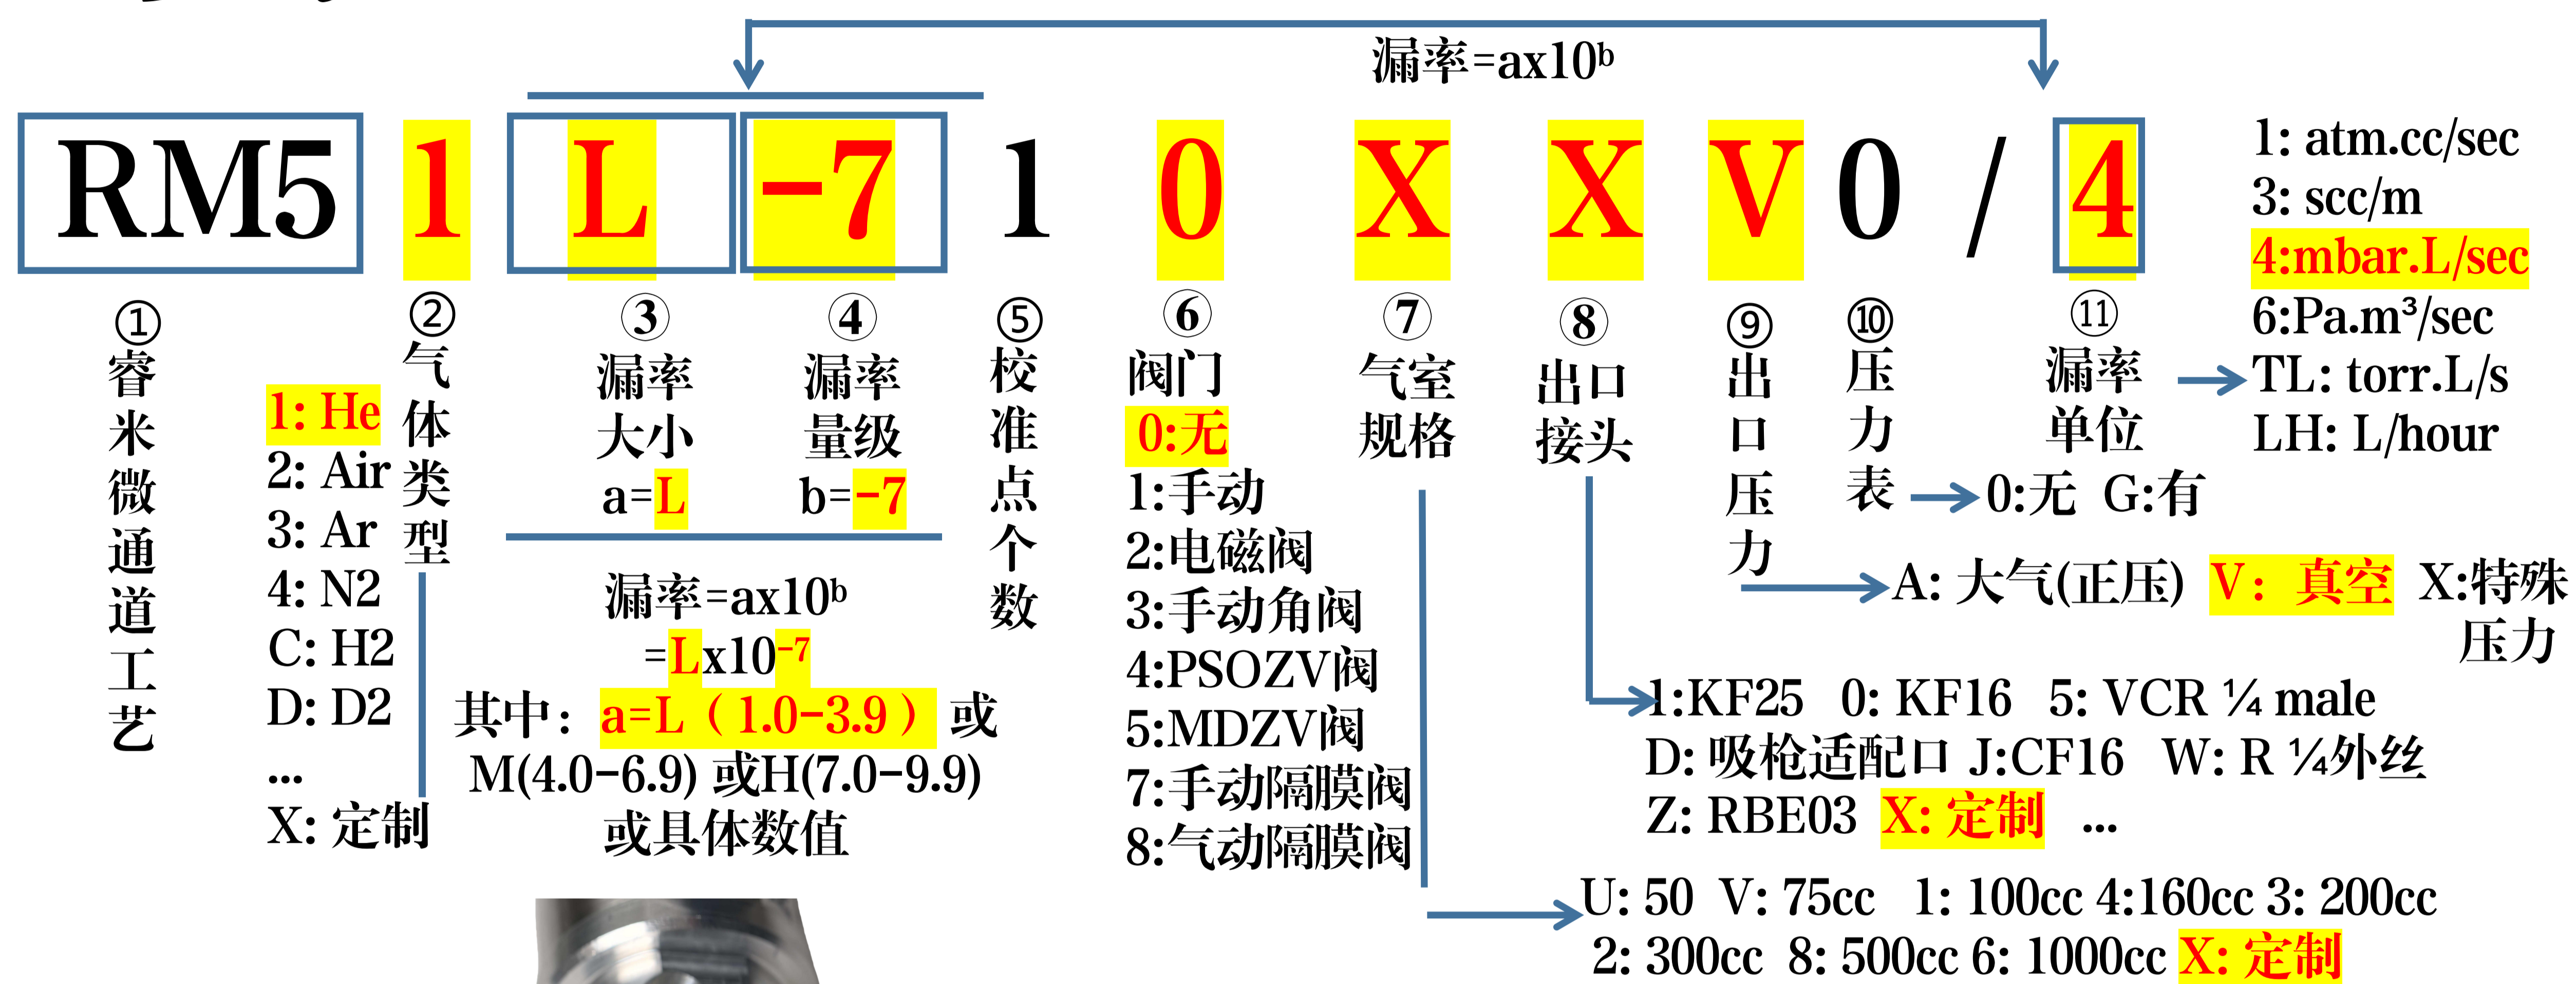 漏率=ax10ᵇ
RM5 1 L -7 1 0 X X V 0 / 4
① ② ③ ④ ⑤ ⑥ ⑦ ⑧ ⑨ ⑩ ⑪
睿米微通道工艺
气体类型
1: He
2: Air
3: Ar
4: N2
C: H2
D: D2
...
X: 定制
漏率
大小
a=L
漏率
量级
b=-7
漏率=ax10ᵇ
=Lx10⁻⁷
其中：a=L（1.0-3.9）或
M(4.0-6.9) 或H(7.0-9.9)
或具体数值
校准点个数
阀门
0:无
1:手动
2:电磁阀
3:手动角阀
4:PSOZV阀
5:MDZV阀
7:手动隔膜阀
8:气动隔膜阀
气室
规格
U: 50 V: 75cc 1: 100cc 4:160cc 3: 200cc
2: 300cc 8: 500cc 6: 1000cc X: 定制
出口
接头
1:KF25 0: KF16 5: VCR ¼ male
D: 吸枪适配口 J:CF16 W: R ¼外丝
Z: RBE03 X: 定制 ...
出口压力
A: 大气(正压) V：真空 X:特殊
压力
压力表
0:无 G:有
漏率
单位
1: atm.cc/sec
3: scc/m
4:mbar.L/sec
6:Pa.m³/sec
TL: torr.L/s
LH: L/hour